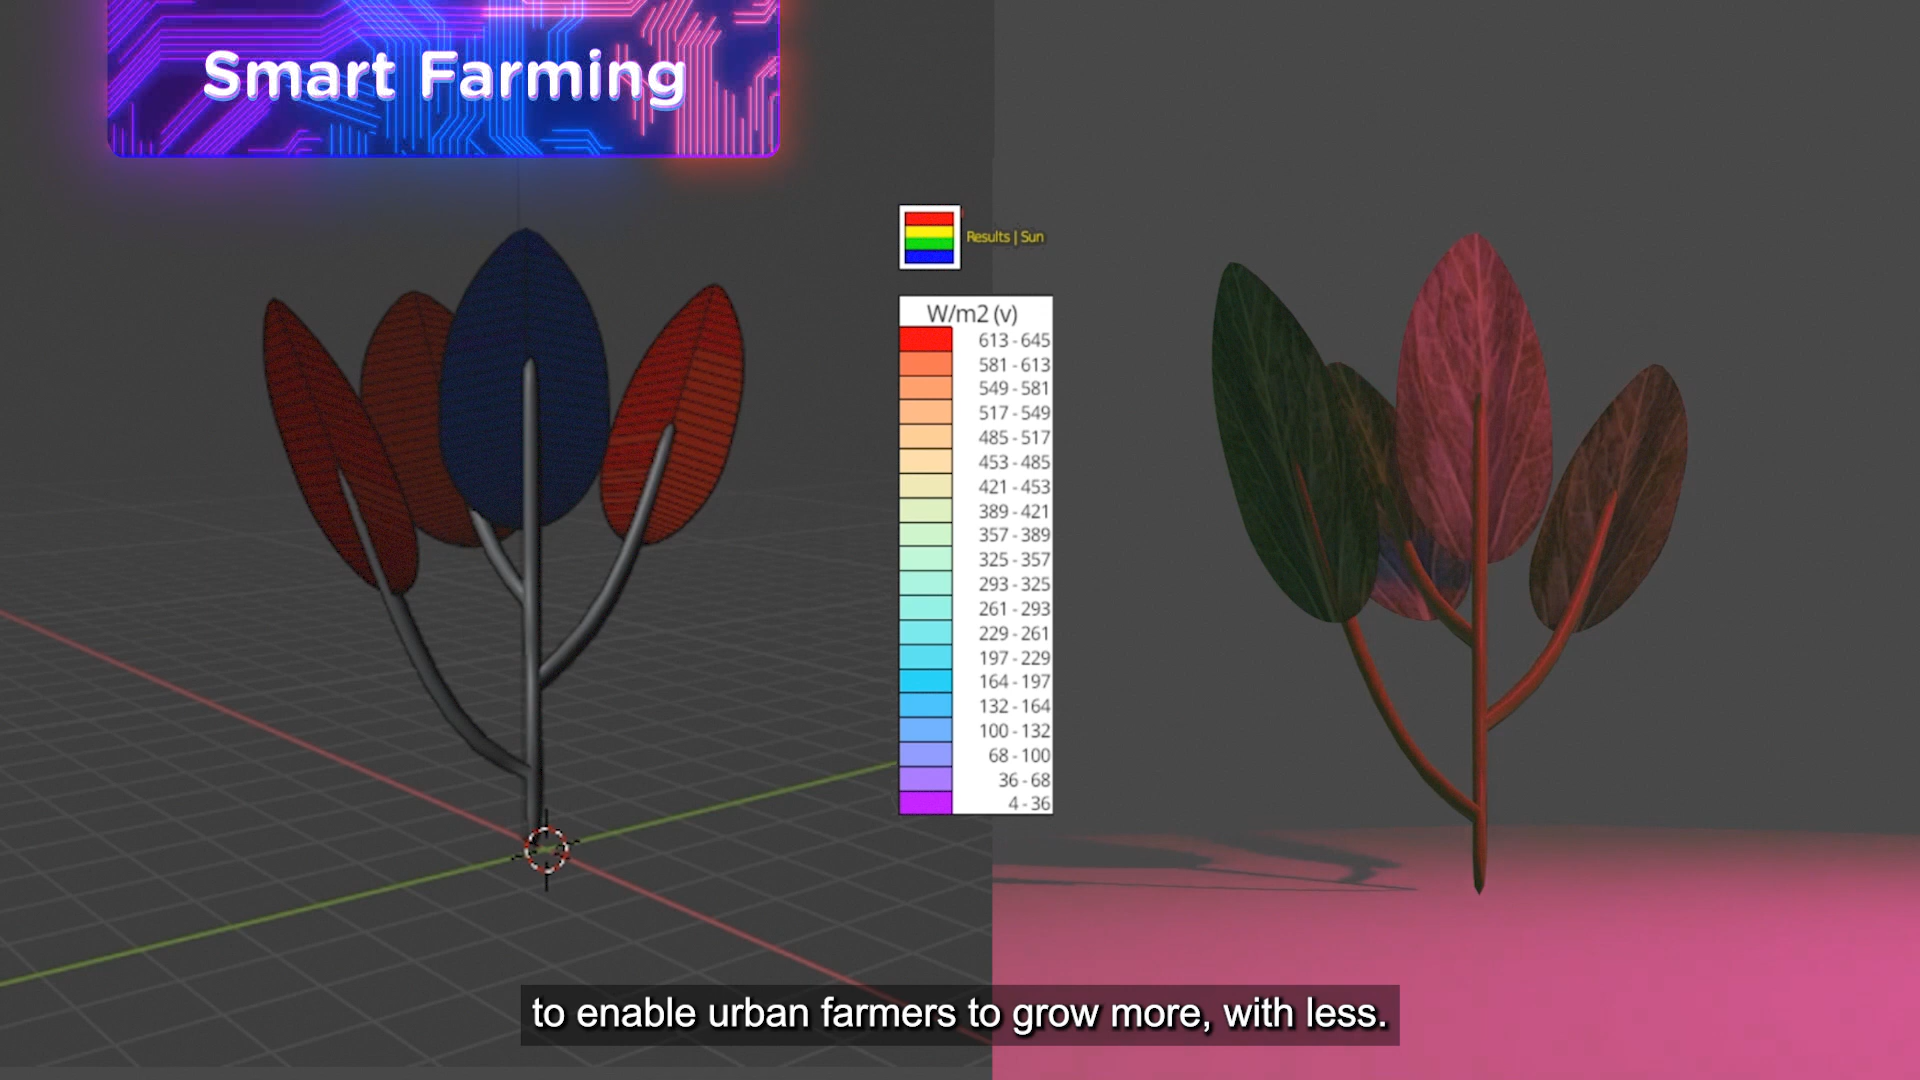 Smart Farming
Results | Sun
W/m2 (v)
613 - 645
581 - 613
549 - 581
517 - 549
485 - 517
453 - 485
421 - 453
389 - 421
357 - 389
325 - 357
293 - 325
261 - 293
229 - 261
197 - 229
164 - 197
132 - 164
100 - 132
68 - 100
36 - 68
4 - 36
to enable urban farmers to grow more, with less.